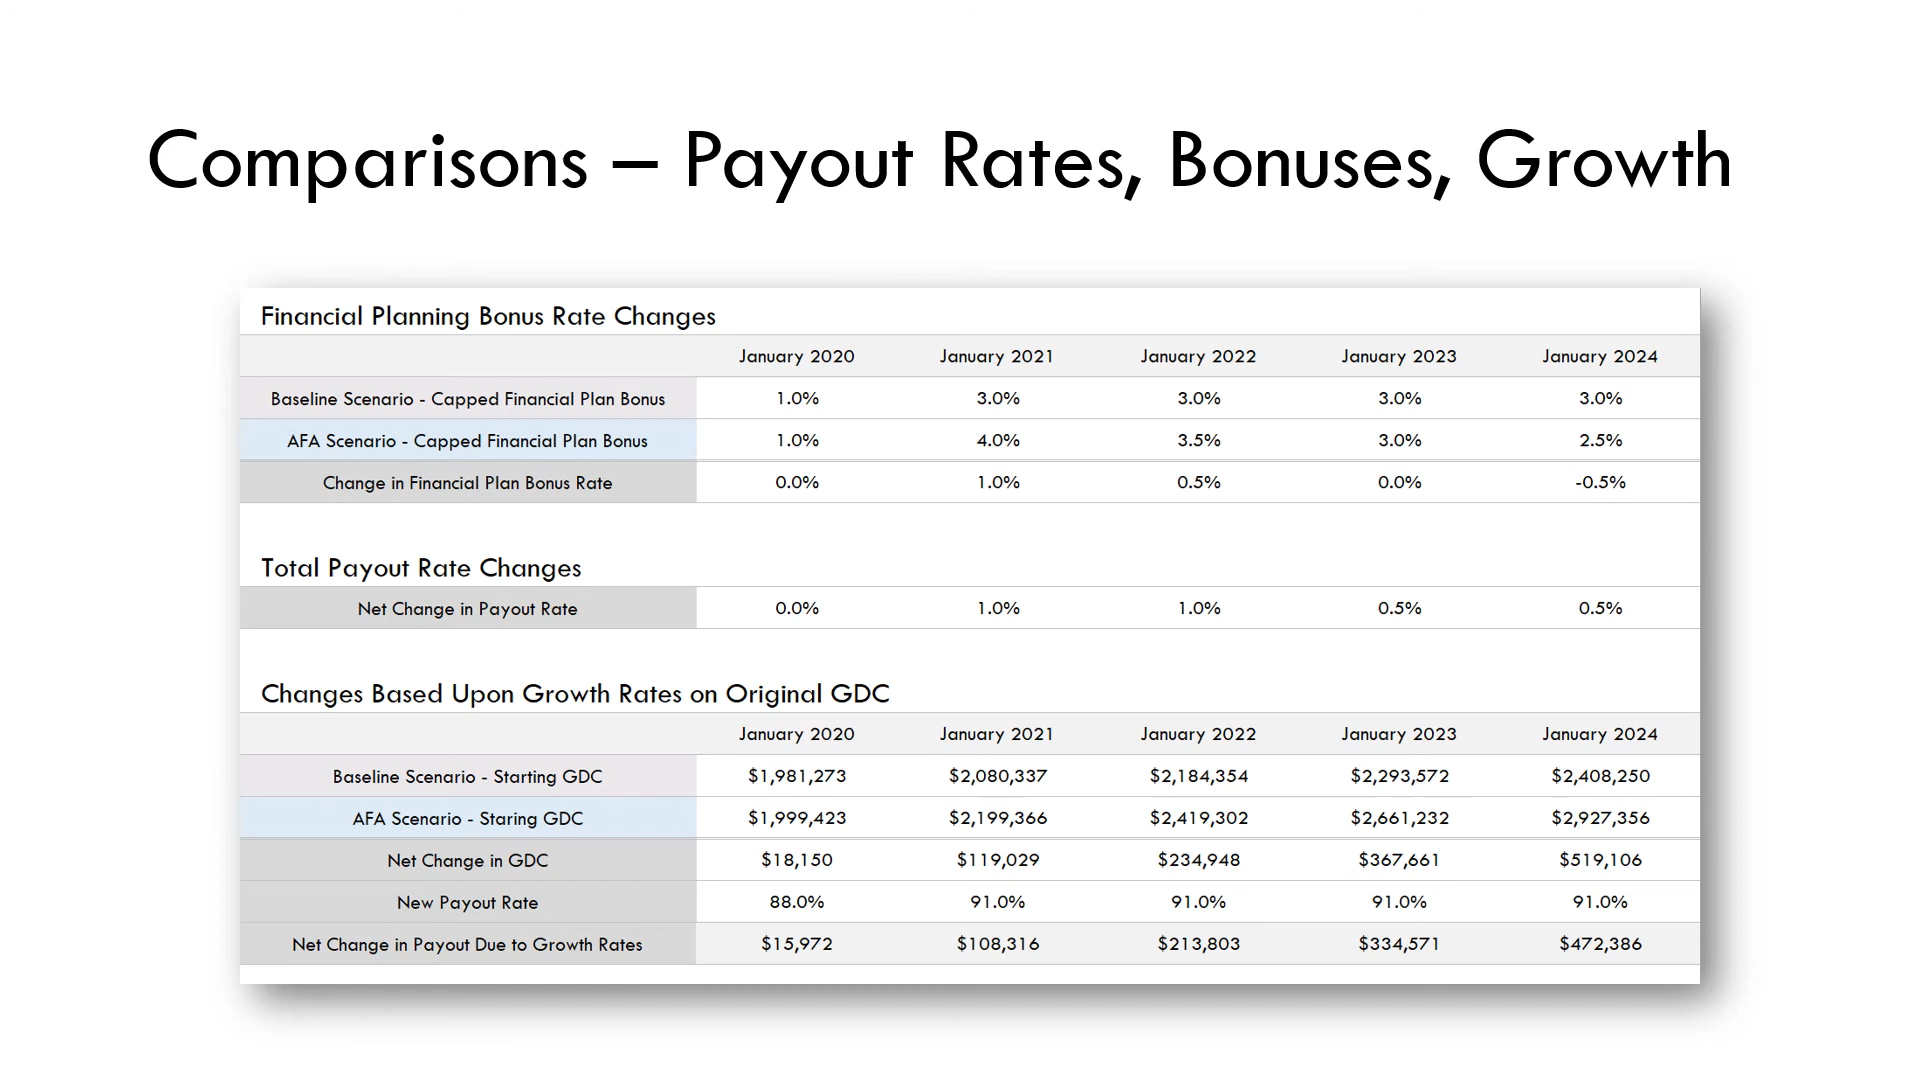 Comparisons – Payout Rates, Bonuses, Growth
Financial Planning Bonus Rate Changes
January 2020 January 2021 January 2022 January 2023 January 2024
Baseline Scenario - Capped Financial Plan Bonus 1.0% 3.0% 3.0% 3.0% 3.0%
AFA Scenario - Capped Financial Plan Bonus 1.0% 4.0% 3.5% 3.0% 2.5%
Change in Financial Plan Bonus Rate 0.0% 1.0% 0.5% 0.0% -0.5%
Total Payout Rate Changes
Net Change in Payout Rate 0.0% 1.0% 1.0% 0.5% 0.5%
Changes Based Upon Growth Rates on Original GDC
January 2020 January 2021 January 2022 January 2023 January 2024
Baseline Scenario - Starting GDC $1,981,273 $2,080,337 $2,184,354 $2,293,572 $2,408,250
AFA Scenario - Staring GDC $1,999,423 $2,199,366 $2,419,302 $2,661,232 $2,927,356
Net Change in GDC $18,150 $119,029 $234,948 $367,661 $519,106
New Payout Rate 88.0% 91.0% 91.0% 91.0% 91.0%
Net Change in Payout Due to Growth Rates $15,972 $108,316 $213,803 $334,571 $472,386